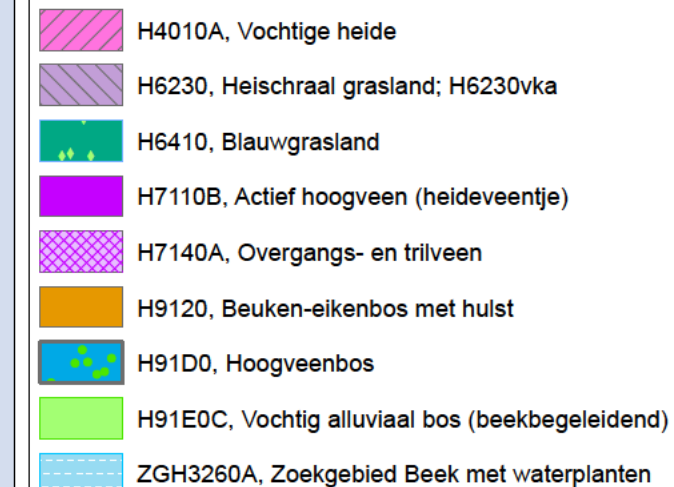 H4010A, Vochtige heide
H6230, Heischraal grasland; H6230vka
H6410, Blauwgrasland
H7110B, Actief hoogveen (heideveentje)
H7140A, Overgangs- en trilveen
H9120, Beuken-eikenbos met hulst
H91D0, Hoogveenbos
H91E0C, Vochtig alluviaal bos (beekbegeleidend)
ZGH3260A, Zoekgebied Beek met waterplanten